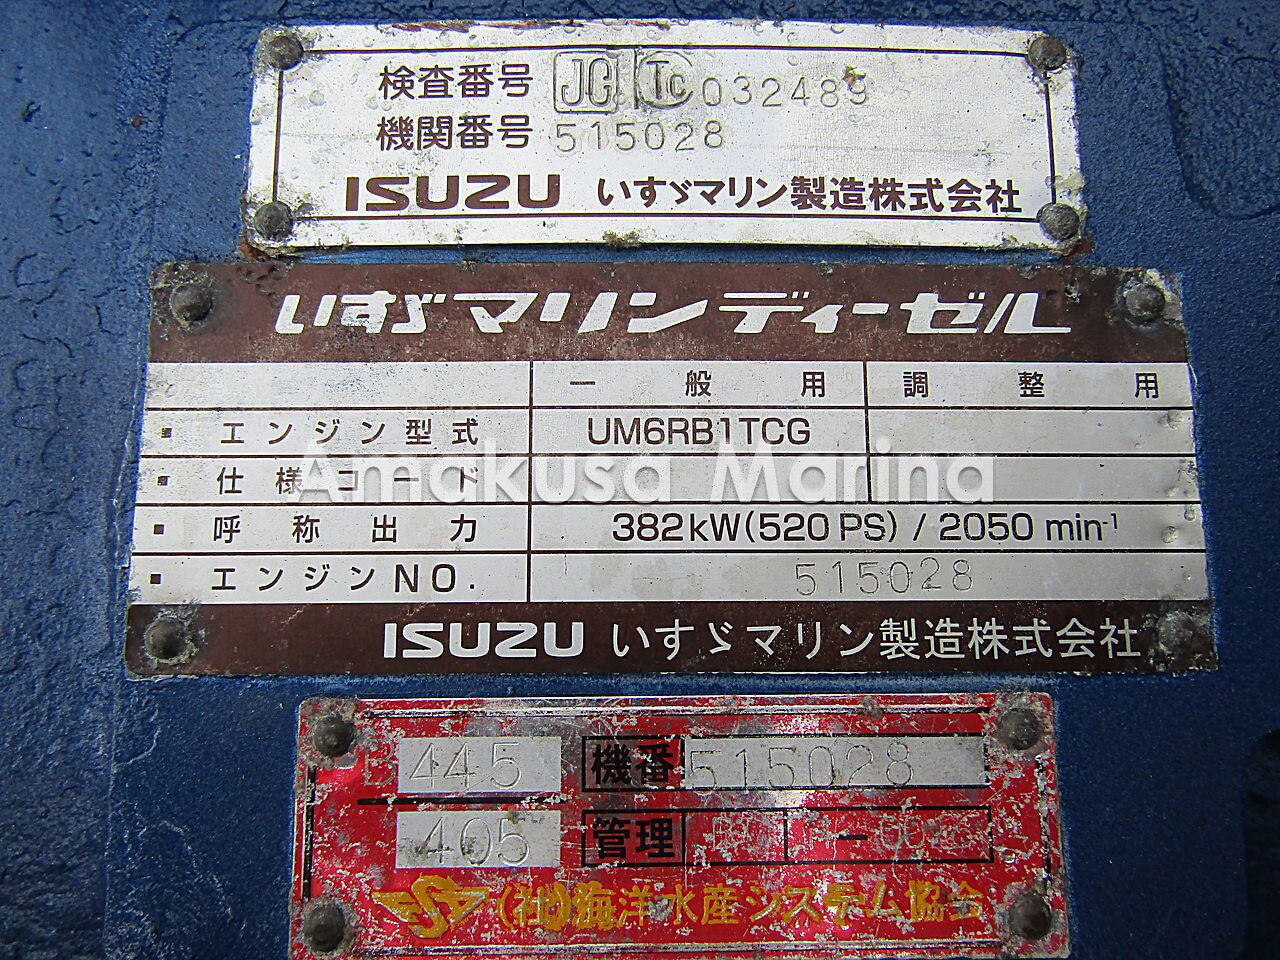 検査番号 JG Tc 032489
機関番号 515028
ISUZU いすゞマリン製造株式会社
いすゞマリンディーゼル
一般用 調整用
・エンジン型式 UM6RB1TCG
・仕様コード
・呼称出力 382kW(520PS)/2050min-1
・エンジンNO. 515028
Amakusa Marina
ISUZU いすゞマリン製造株式会社
445 機番 515028
405 管理
(社)海洋水産システム協会